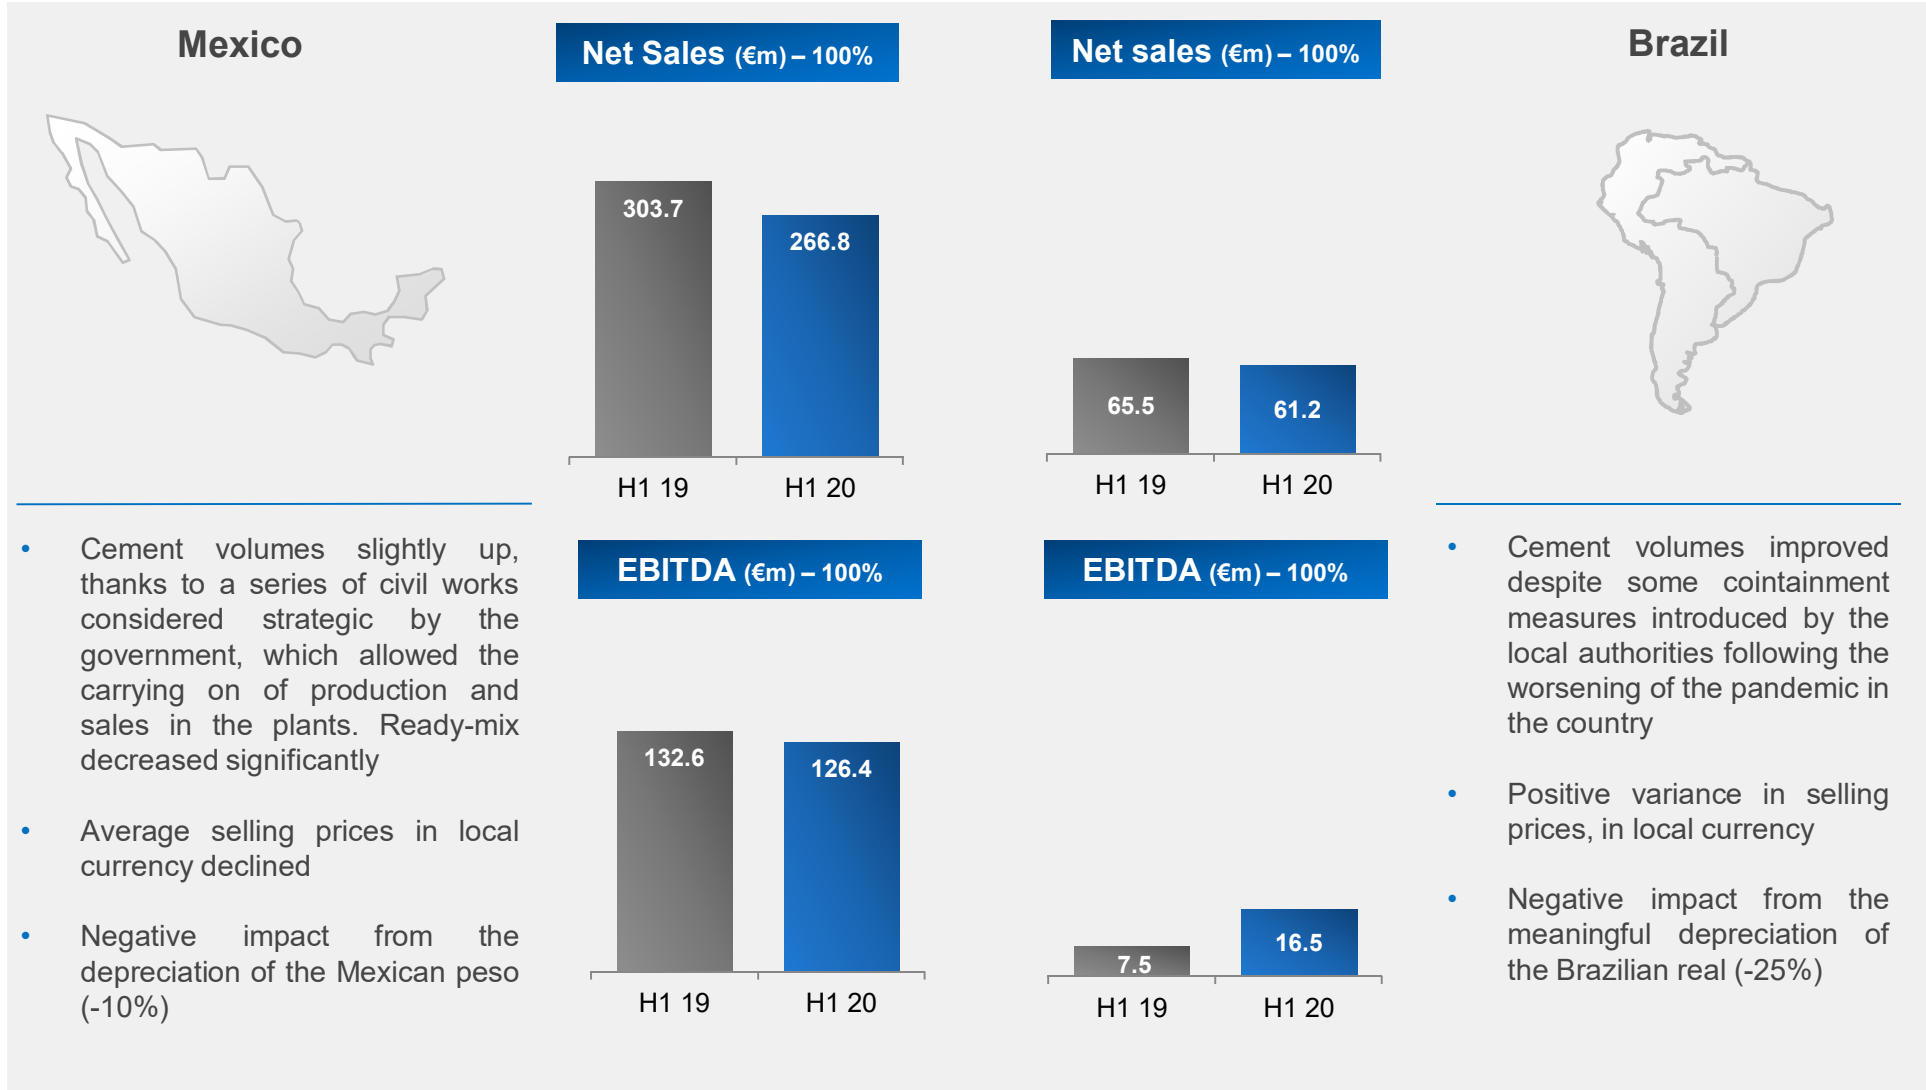 Mexico
Net Sales (€m) – 100%
303.7
266.8
H1 19
H1 20
• Cement volumes slightly up,
thanks to a series of civil works
considered strategic by the
government, which allowed the
carrying on of production and
sales in the plants. Ready-mix
decreased significantly
• Average selling prices in local
currency declined
• Negative impact from the
depreciation of the Mexican peso
(-10%)
EBITDA (€m) – 100%
132.6
126.4
H1 19
H1 20
Net sales (€m) – 100%
65.5
61.2
H1 19
H1 20
EBITDA (€m) – 100%
7.5
16.5
H1 19
H1 20
Brazil
• Cement volumes improved
despite some cointainment
measures introduced by the
local authorities following the
worsening of the pandemic in
the country
• Positive variance in selling
prices, in local currency
• Negative impact from the
meaningful depreciation of
the Brazilian real (-25%)